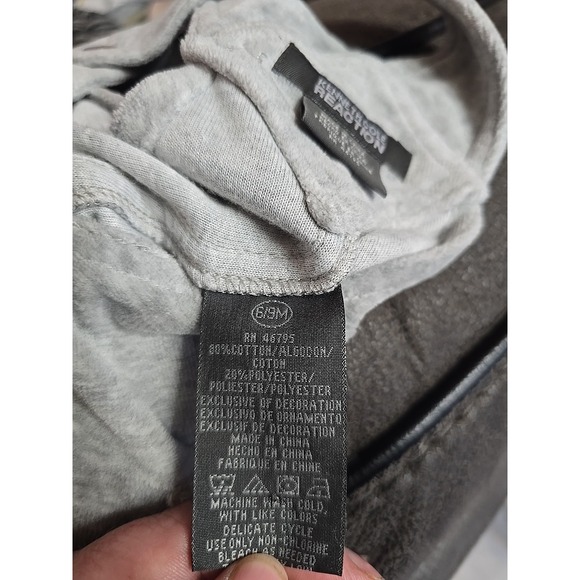 KENNETH COLE
REACTION
6/9M
RN 46795
80%COTTON/ALGODON/
COTON
20%POLYESTER/
POLIESTER/POLYESTER
EXCLUSIVE OF DECORATION
EXCLUSIVO DE ORNAMENTO
EXCLUSIF DE DECORATION
MADE IN CHINA
HECHO EN CHINA
FABRIQUE EN CHINE
MACHINE WASH COLD,
WITH LIKE COLORS
DELICATE CYCLE
USE ONLY NON-CHLORINE
BLEACH AS NEEDED